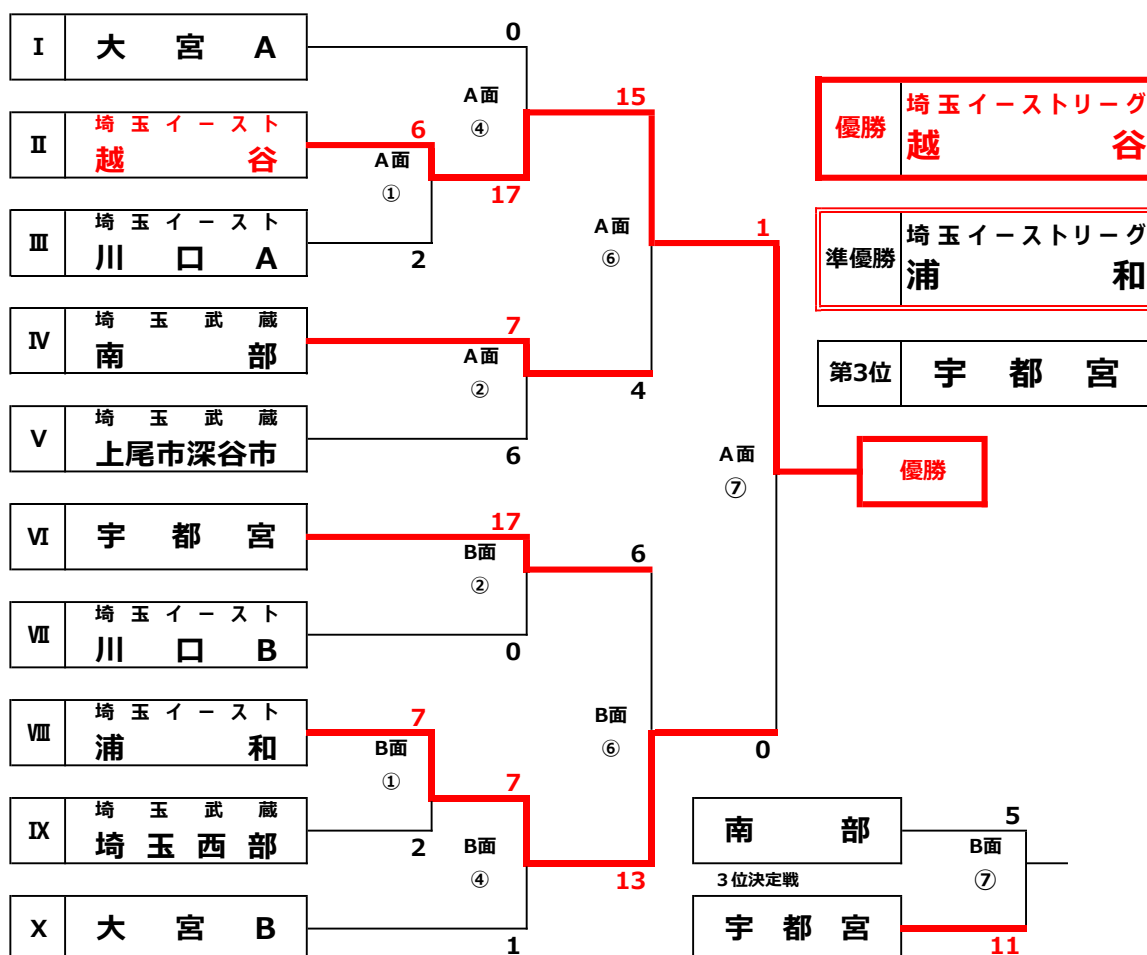 Ⅰ 大宮A
0
A面
④
15
優勝
埼玉イーストリーグ
越谷
Ⅱ
埼玉イースト
越谷
6
A面
①
17
Ⅲ
埼玉イースト
川口A
2
A面
⑥
1
準優勝
埼玉イーストリーグ
浦和
Ⅳ
埼玉武蔵
南部
7
A面
②
4
第3位 宇都宮
Ⅴ
埼玉武蔵
上尾市深谷市
6
A面
⑦
優勝
Ⅵ 宇都宮
17
B面
②
6
Ⅶ
埼玉イースト
川口B
0
Ⅷ
埼玉イースト
浦和
7
B面
①
7
B面
⑥
0
Ⅸ
埼玉武蔵
埼玉西部
2
B面
④
13
Ⅹ 大宮B
1
南部
5
B面
⑦
3位決定戦
宇都宮
11